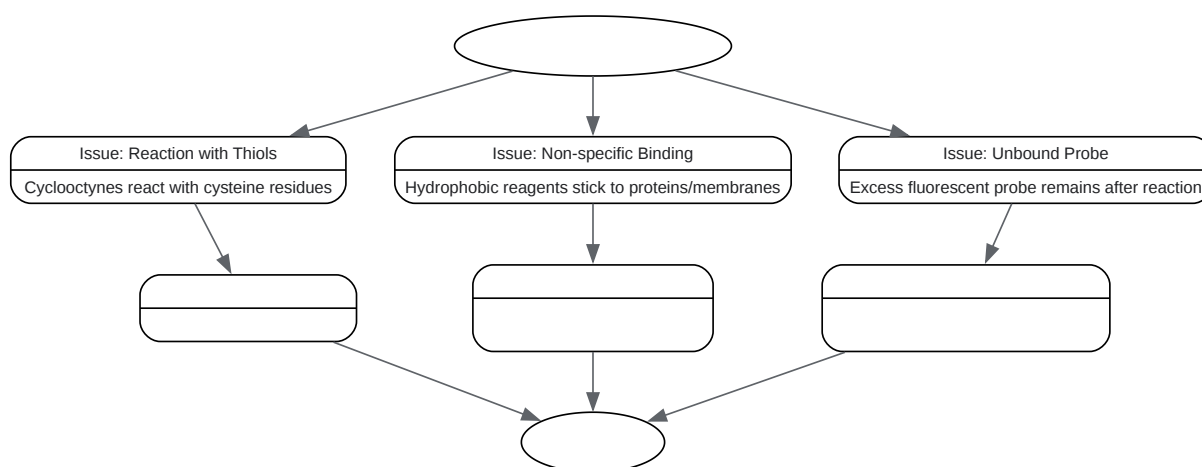 Issue: Reaction with Thiols
Cyclooctynes react with cysteine residues
Issue: Non-specific Binding
Hydrophobic reagents stick to proteins/membranes
Issue: Unbound Probe
Excess fluorescent probe remains after reaction